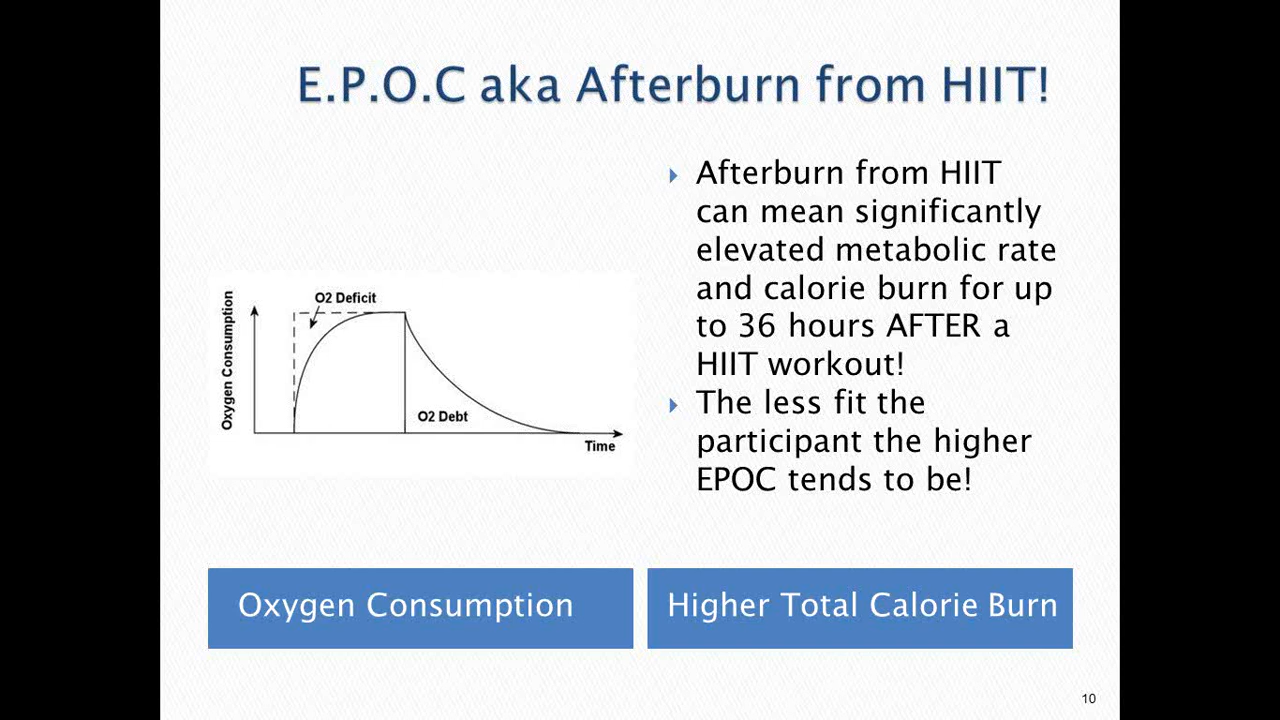 E.P.O.C aka Afterburn from HIIT!
Oxygen Consumption
O2 Deficit
O2 Debt
Time
Afterburn from HIIT
can mean significantly
elevated metabolic rate
and calorie burn for up
to 36 hours AFTER a
HIIT workout!
The less fit the
participant the higher
EPOC tends to be!
Oxygen Consumption
Higher Total Calorie Burn
10